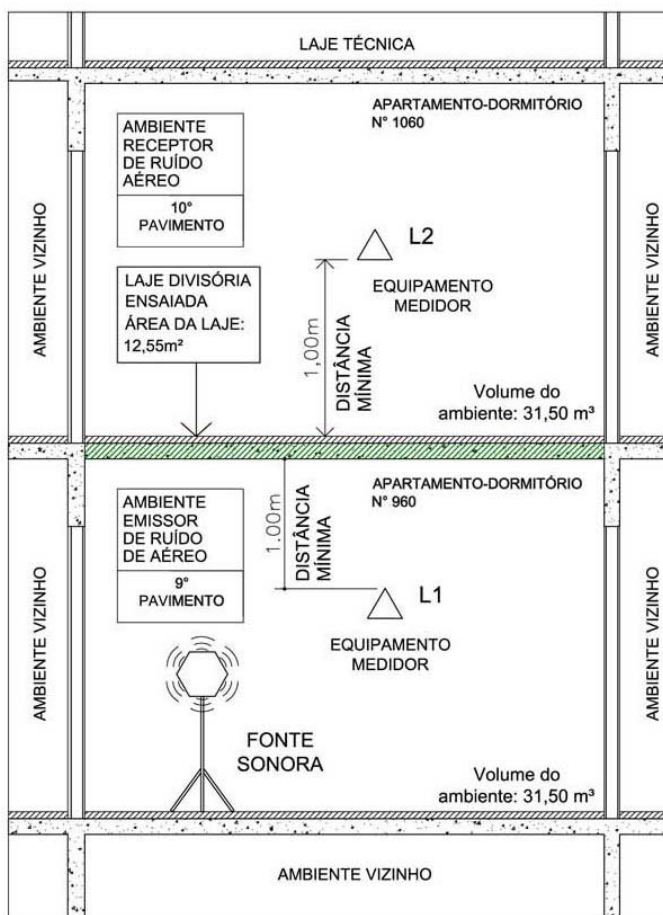 LAJE TÉCNICA
APARTAMENTO-DORMITÓRIO
N° 1060
AMBIENTE
RECEPTOR
DE RUÍDO
AÉREO
10°
PAVIMENTO
L2
EQUIPAMENTO
MEDIDOR
LAJE DIVISÓRIA
ENSAIADA
ÁREA DA LAJE:
12,55m²
1,00m
DISTÂNCIA
MÍNIMA
Volume do
ambiente: 31,50 m³
AMBIENTE VIZINHO
AMBIENTE VIZINHO
APARTAMENTO-DORMITÓRIO
N° 960
AMBIENTE
EMISSOR
DE RUÍDO
DE AÉREO
9°
PAVIMENTO
1.00m
DISTÂNCIA
MÍNIMA
L1
EQUIPAMENTO
MEDIDOR
FONTE
SONORA
Volume do
ambiente: 31,50 m³
AMBIENTE VIZINHO
AMBIENTE VIZINHO
AMBIENTE VIZINHO